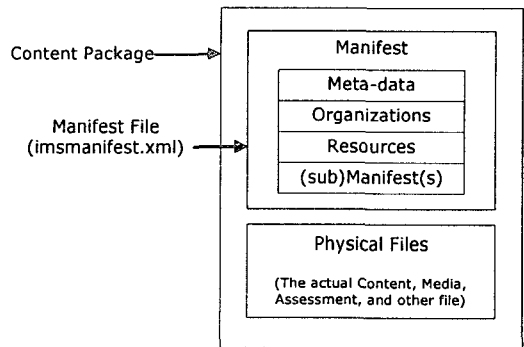 Content Package
Manifest
Meta-data
Organizations
Manifest File
(imsmanifest.xml)
Resources
(sub)Manifest(s)
Physical Files
(The actual Content, Media,
Assessment, and other file)